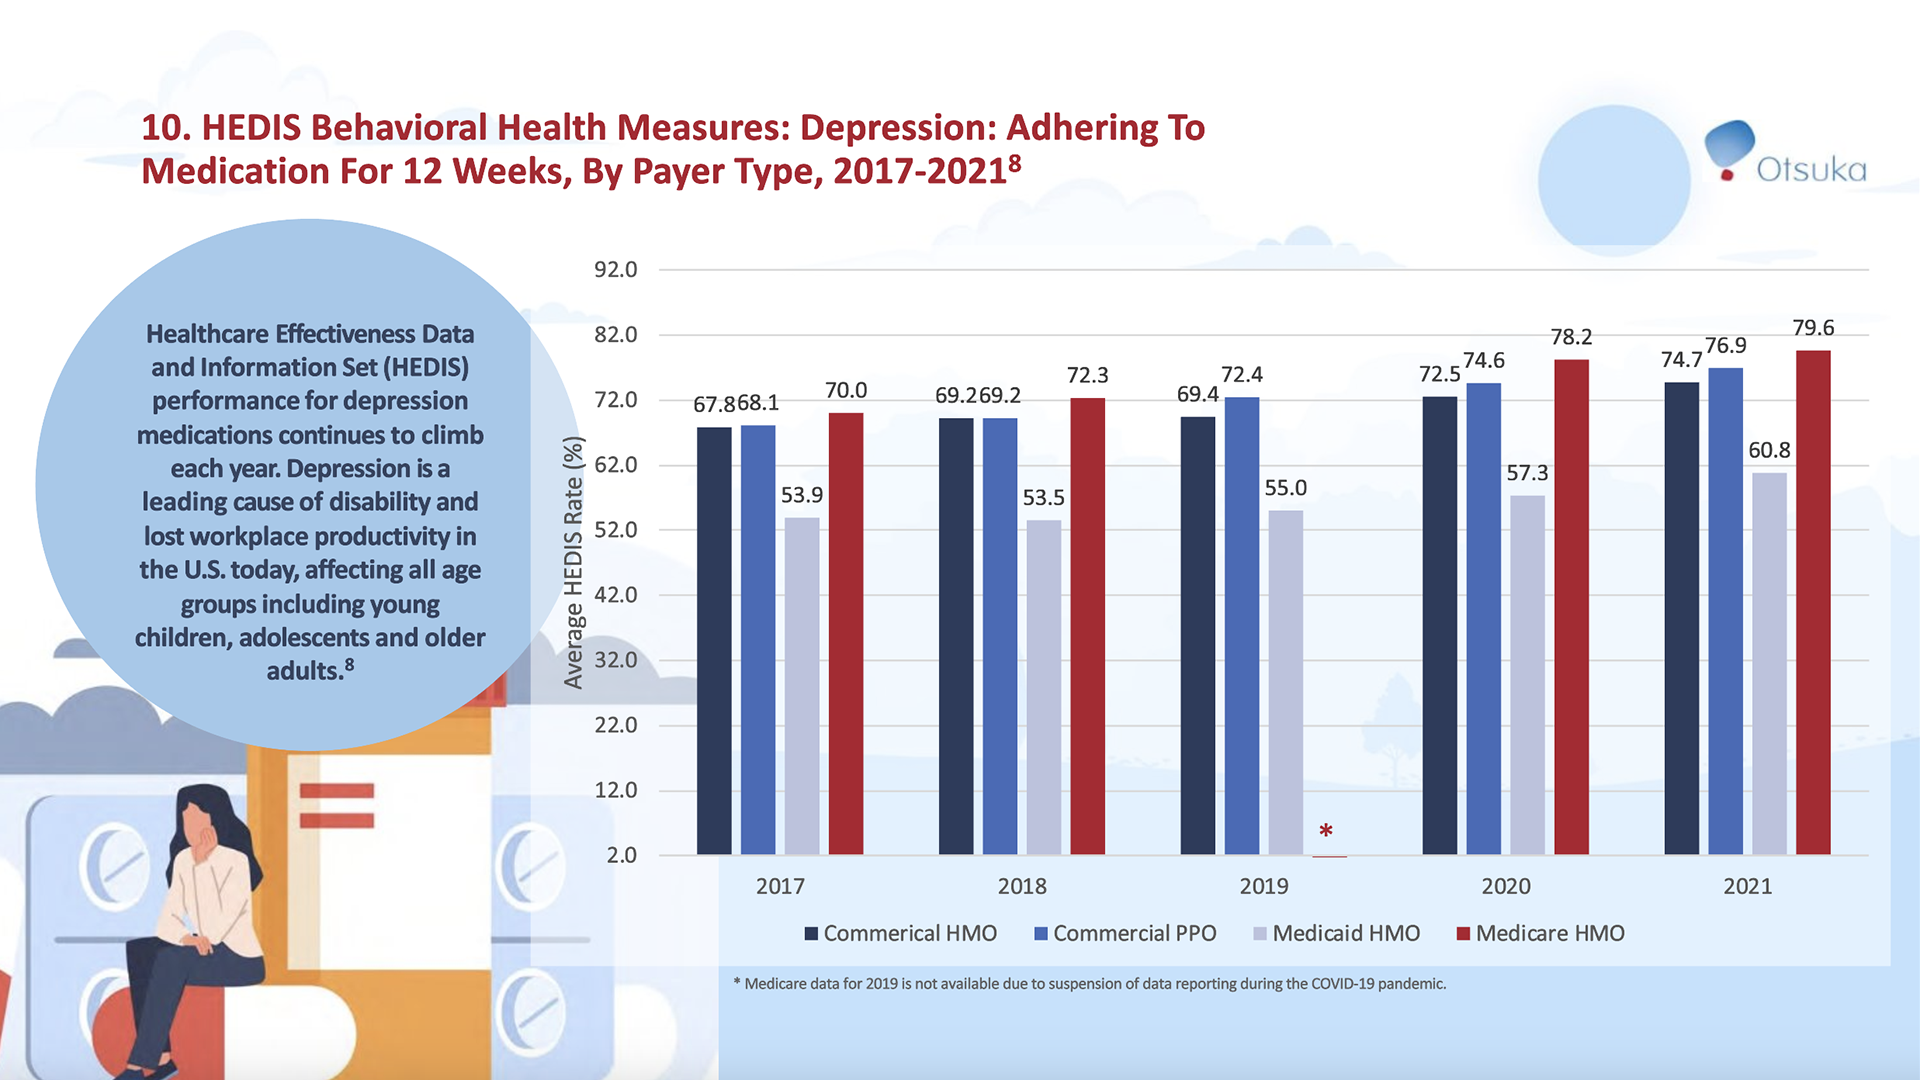 10. HEDIS Behavioral Health Measures: Depression: Adhering To
Medication For 12 Weeks, By Payer Type, 2017-2021⁸
Otsuka
Healthcare Effectiveness Data
and Information Set (HEDIS)
performance for depression
medications continues to climb
each year. Depression is a
leading cause of disability and
lost workplace productivity in
the U.S. today, affecting all age
groups including young
children, adolescents and older
adults.⁸
Average HEDIS Rate (%)
92.0
82.0
72.0
62.0
52.0
42.0
32.0
22.0
12.0
2.0
67.8 68.1 53.9 70.0
69.2 69.2 53.5 72.3
69.4 72.4 55.0 *
72.5 74.6 57.3 78.2
74.7 76.9 60.8 79.6
2017 2018 2019 2020 2021
Commerical HMO Commercial PPO Medicaid HMO Medicare HMO
* Medicare data for 2019 is not available due to suspension of data reporting during the COVID-19 pandemic.